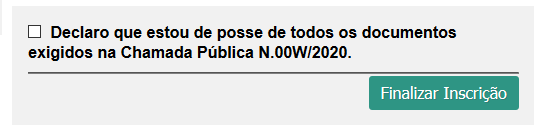 Declaro que estou de posse de todos os documentos
exigidos na Chamada Pública N.00W/2020.
Finalizar Inscrição